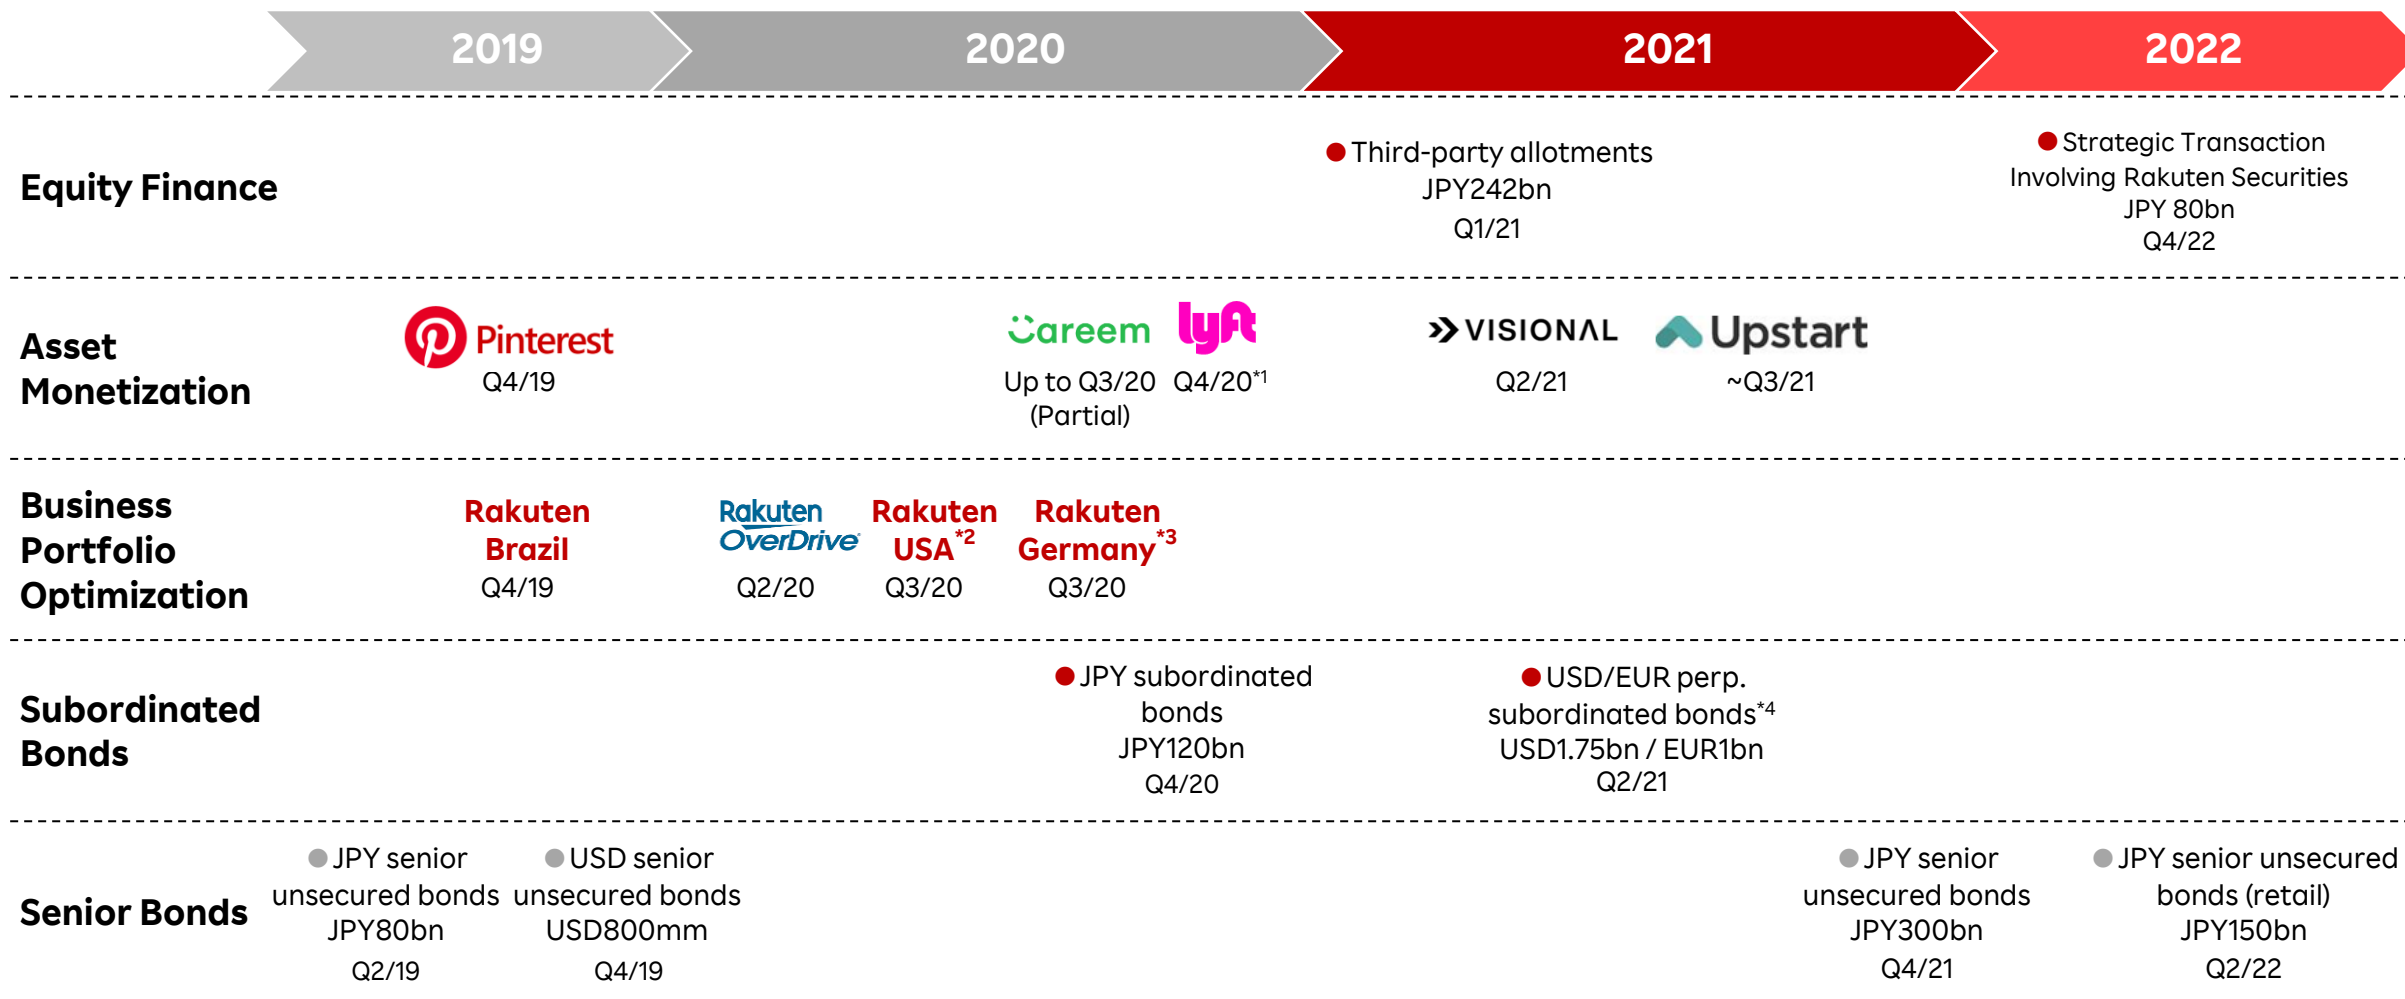 2019 2020 2021 2022
Equity Finance
● Third-party allotments
JPY242bn
Q1/21
● Strategic Transaction
Involving Rakuten Securities
JPY 80bn
Q4/22
Asset
Monetization
Pinterest
Q4/19
Careem
Up to Q3/20
(Partial)
lyft
Q4/20*1
VISIONAL
Q2/21
Upstart
~Q3/21
Business
Portfolio
Optimization
Rakuten
Brazil
Q4/19
Rakuten
OverDrive
Q2/20
Rakuten
USA*2
Q3/20
Rakuten
Germany*3
Q3/20
Subordinated
Bonds
● JPY subordinated
bonds
JPY120bn
Q4/20
● USD/EUR perp.
subordinated bonds*4
USD1.75bn / EUR1bn
Q2/21
Senior Bonds
● JPY senior
unsecured bonds
JPY80bn
Q2/19
● USD senior
unsecured bonds
USD800mm
Q4/19
● JPY senior
unsecured bonds
JPY300bn
Q4/21
● JPY senior unsecured
bonds (retail)
JPY150bn
Q2/22